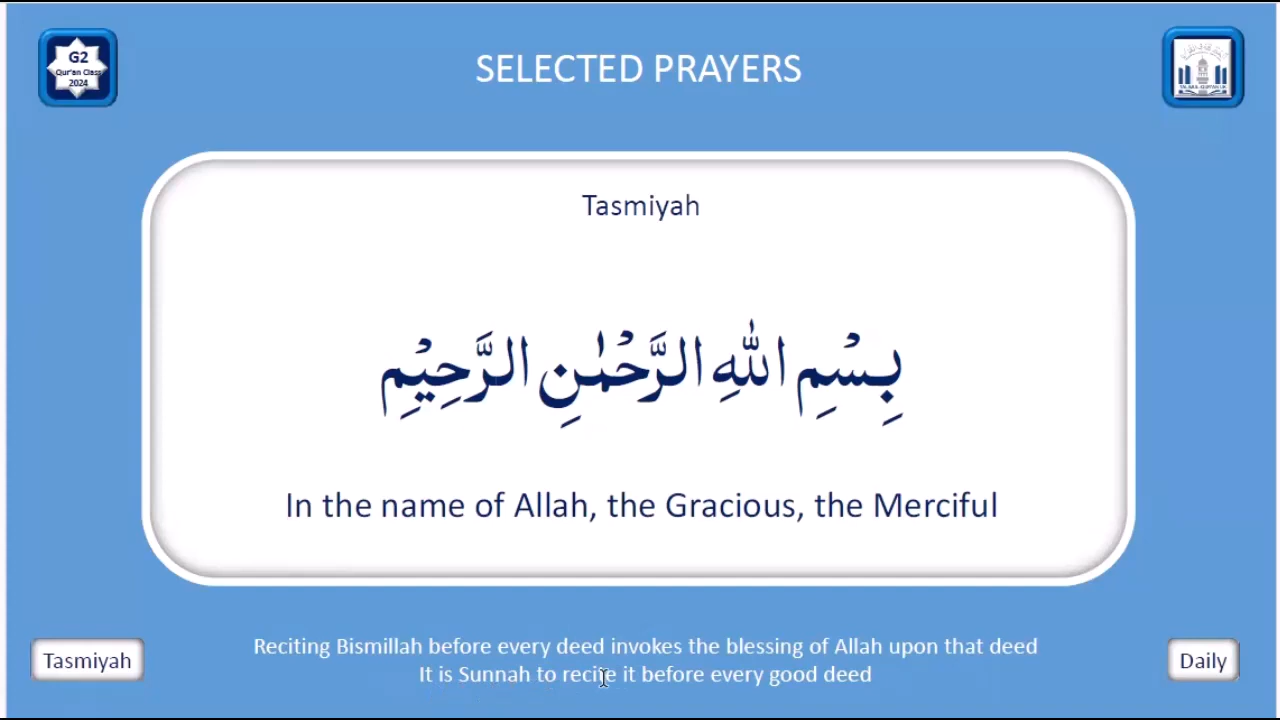 G2
Qur'an Class
2024
SELECTED PRAYERS
Tasmiyah
بِسْمِ اللّٰهِ الرَّحْمٰنِ الرَّحِيْمِ
In the name of Allah, the Gracious, the Merciful
Tasmiyah
Reciting Bismillah before every deed invokes the blessing of Allah upon that deed
It is Sunnah to recite it before every good deed
Daily